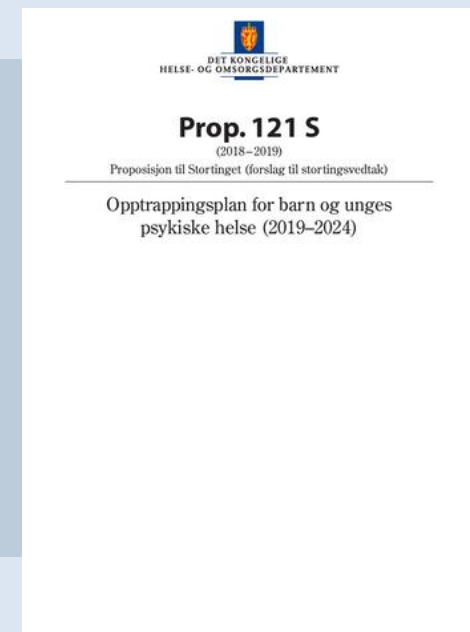 DET KONGELIGE
HELSE- OG OMSORGSDEPARTEMENT
Prop. 121 S
(2018–2019)
Proposisjon til Stortinget (forslag til stortingsvedtak)
Opptrappingsplan for barn og unges
psykiske helse (2019–2024)